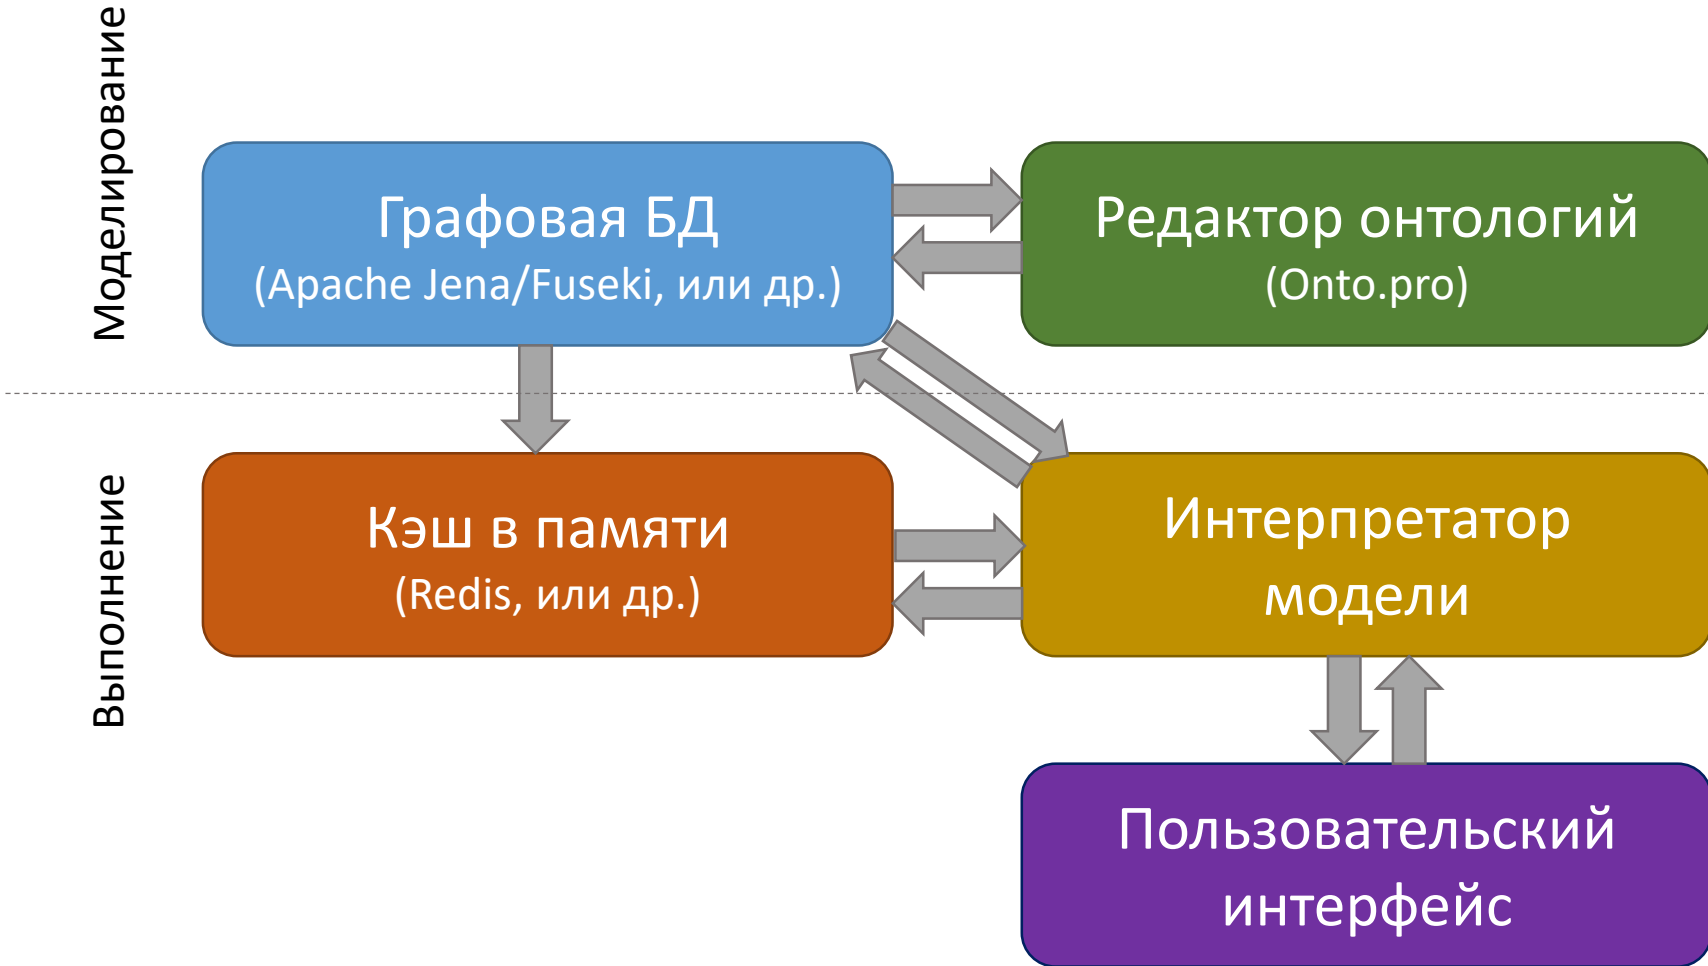 Моделирование
Графовая БД
(Apache Jena/Fuseki, или др.)
Редактор онтологий
(Onto.pro)
Выполнение
Кэш в памяти
(Redis, или др.)
Интерпретатор
модели
Пользовательский
интерфейс